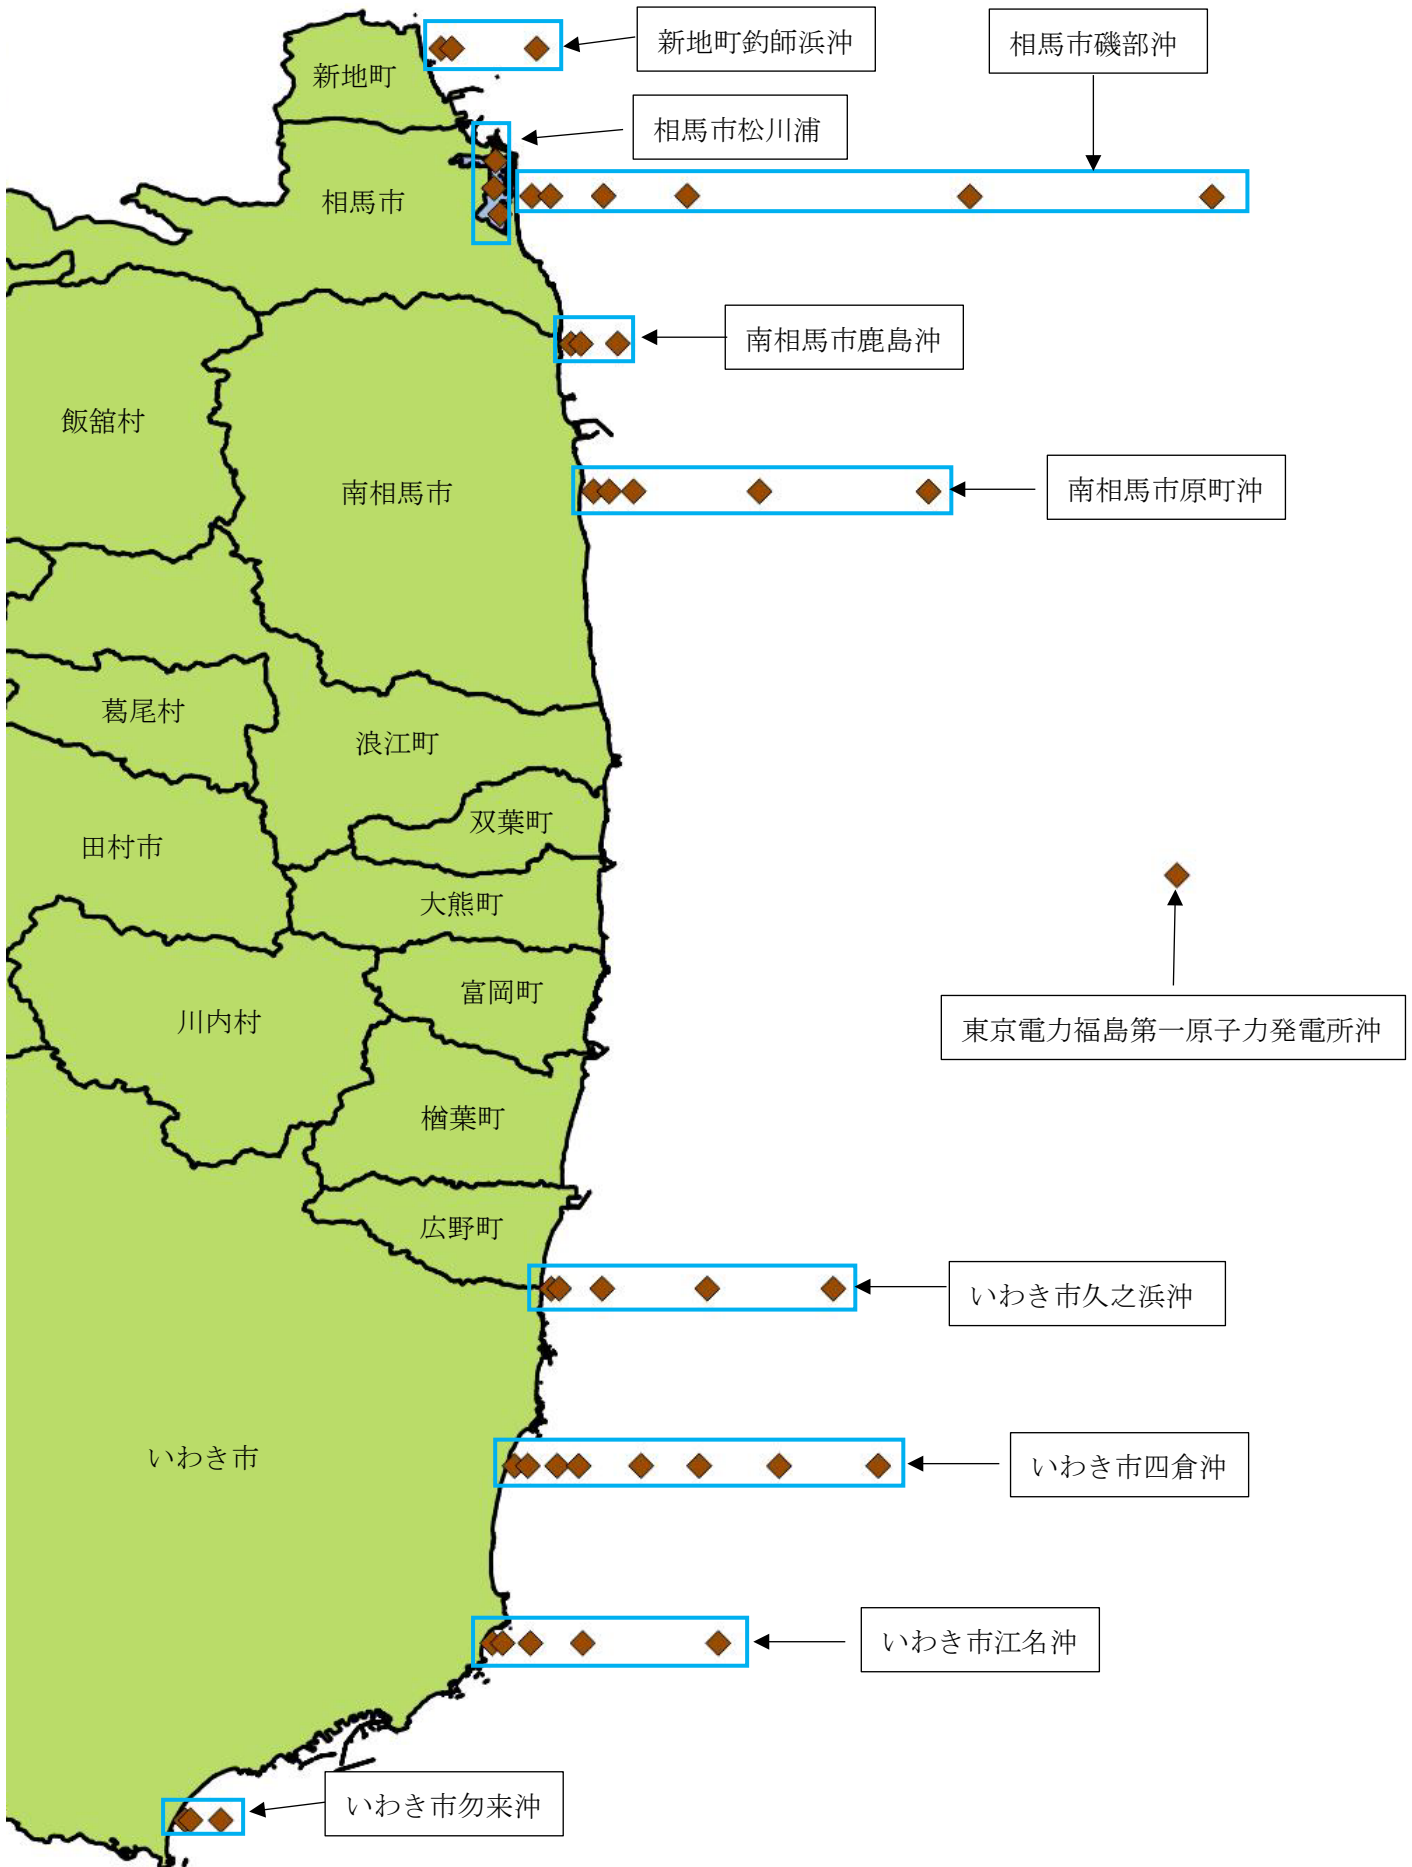 新地町釣師浜沖
相馬市磯部沖
新地町
相馬市松川浦
相馬市
南相馬市鹿島沖
飯舘村
南相馬市
南相馬市原町沖
葛尾村
浪江町
双葉町
田村市
大熊町
富岡町
川内村
東京電力福島第一原子力発電所沖
楢葉町
広野町
いわき市久之浜沖
いわき市
いわき市四倉沖
いわき市江名沖
いわき市勿来沖